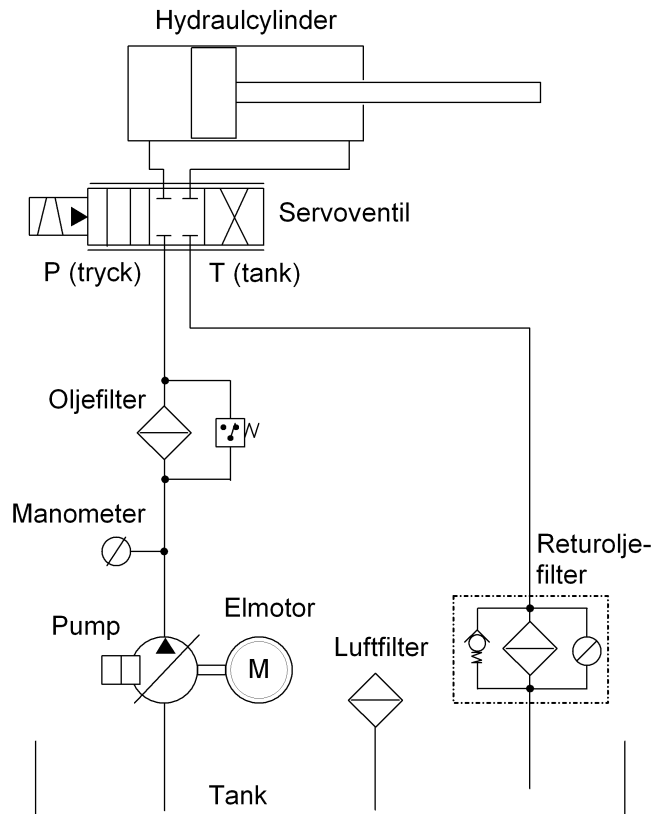 Hydraulcylinder
Servoventil
P (tryck)
T (tank)
Oljefilter
Manometer
Returolje-
filter
Pump
Elmotor
M
Luftfilter
Tank